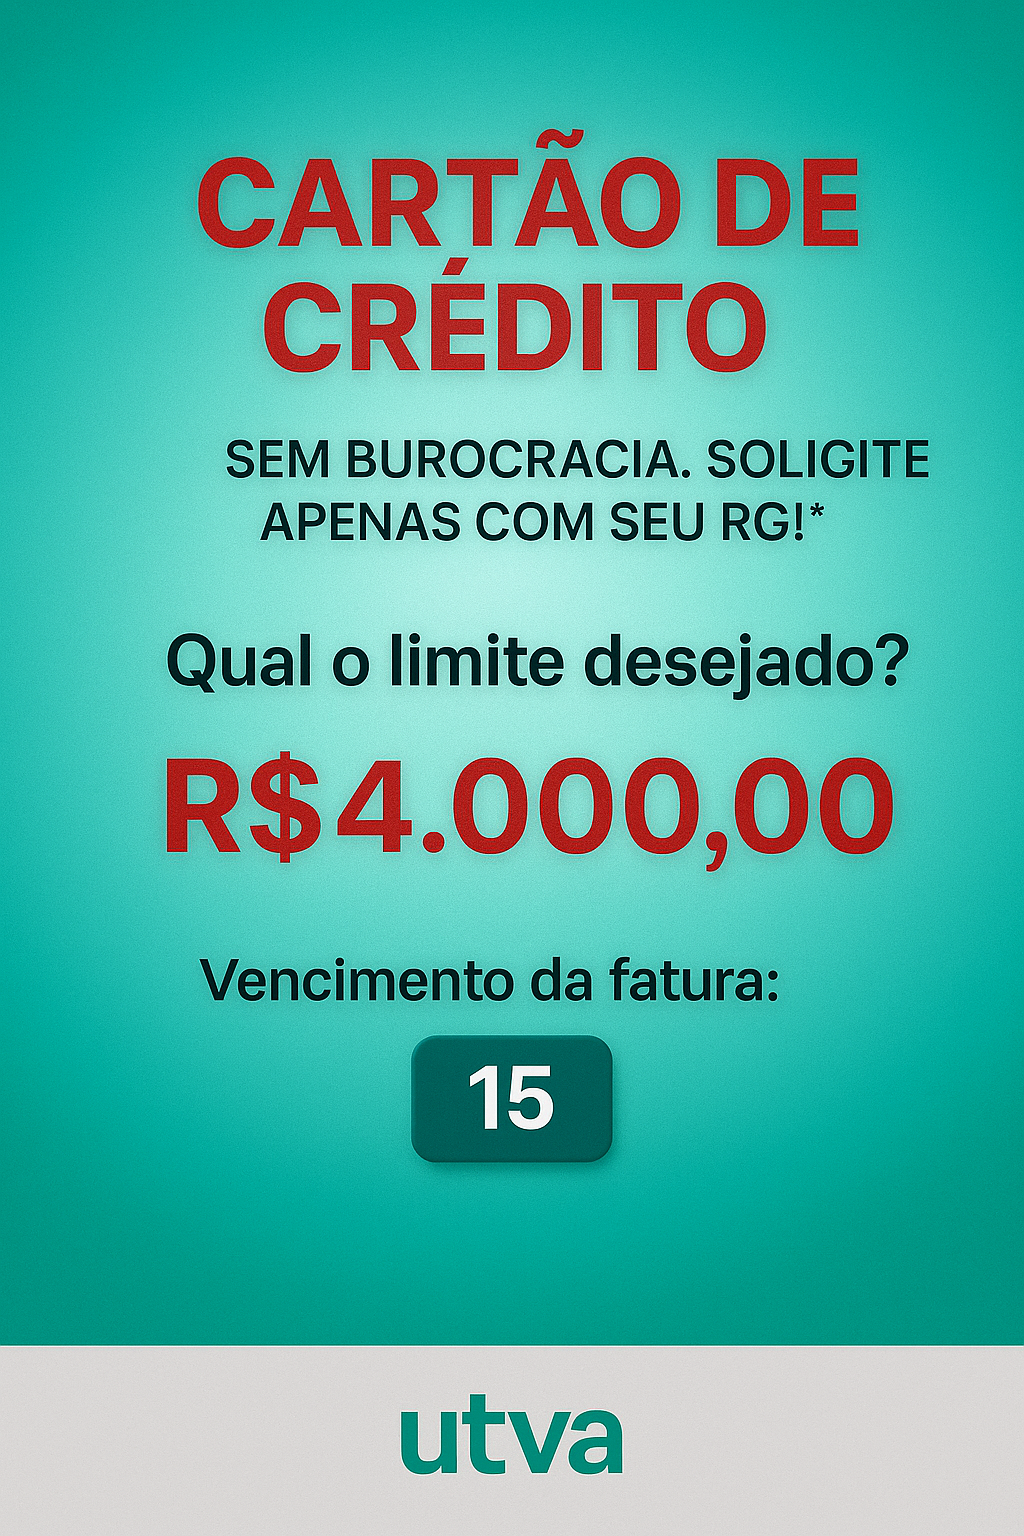 CARTÃO DE
CRÉDITO
SEM BUROCRACIA. SOLIGITE
APENAS COM SEU RG!*
Qual o limite desejado?
R$4.000,00
Vencimento da fatura:
15
utva